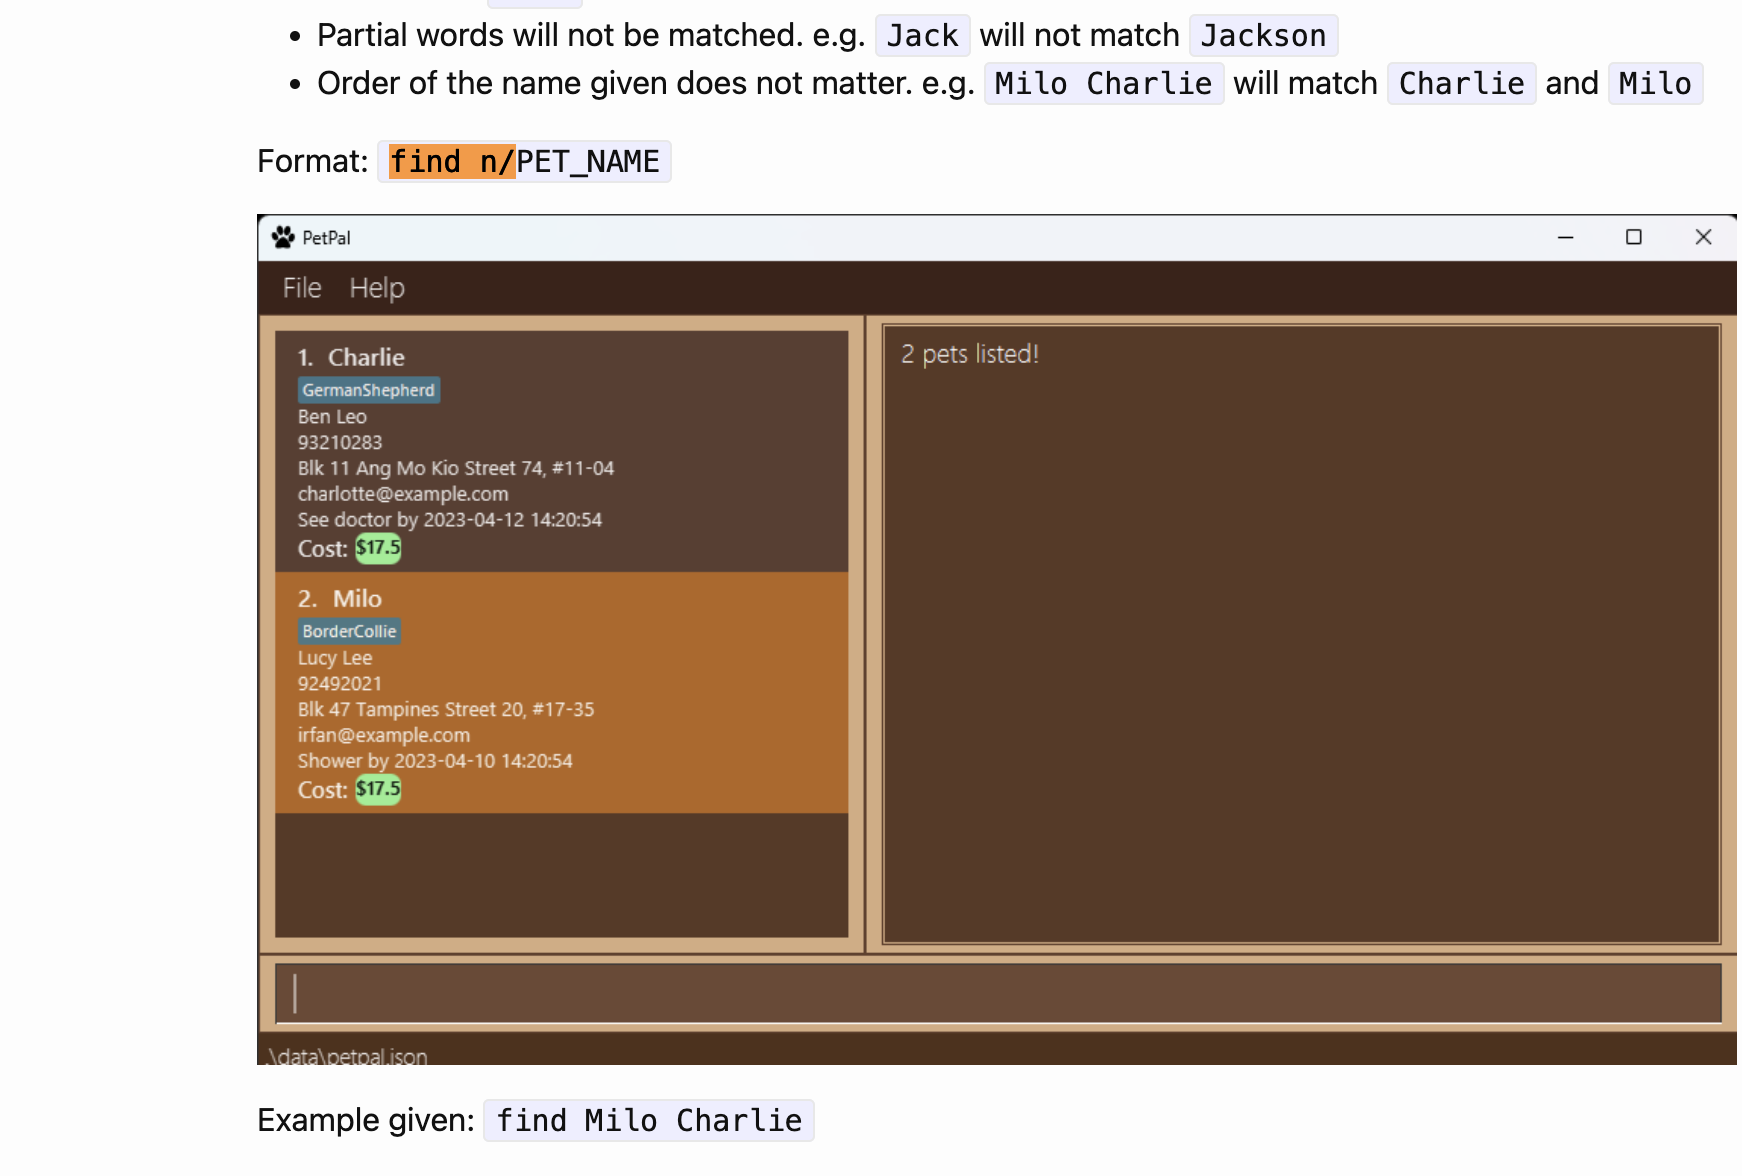 Partial words will not be matched. e.g. Jack will not match Jackson
Order of the name given does not matter. e.g. Milo Charlie will match Charlie and Milo
Format: find n/PET_NAME
PetPal
File Help
1. Charlie
GermanShepherd
Ben Leo
93210283
Blk 11 Ang Mo Kio Street 74, #11-04
charlotte@example.com
See doctor by 2023-04-12 14:20:54
Cost: $17.5
2. Milo
BorderCollie
Lucy Lee
92492021
Blk 47 Tampines Street 20, #17-35
irfan@example.com
Shower by 2023-04-10 14:20:54
Cost: $17.5
2 pets listed!
.\data\petpal.json
Example given: find Milo Charlie